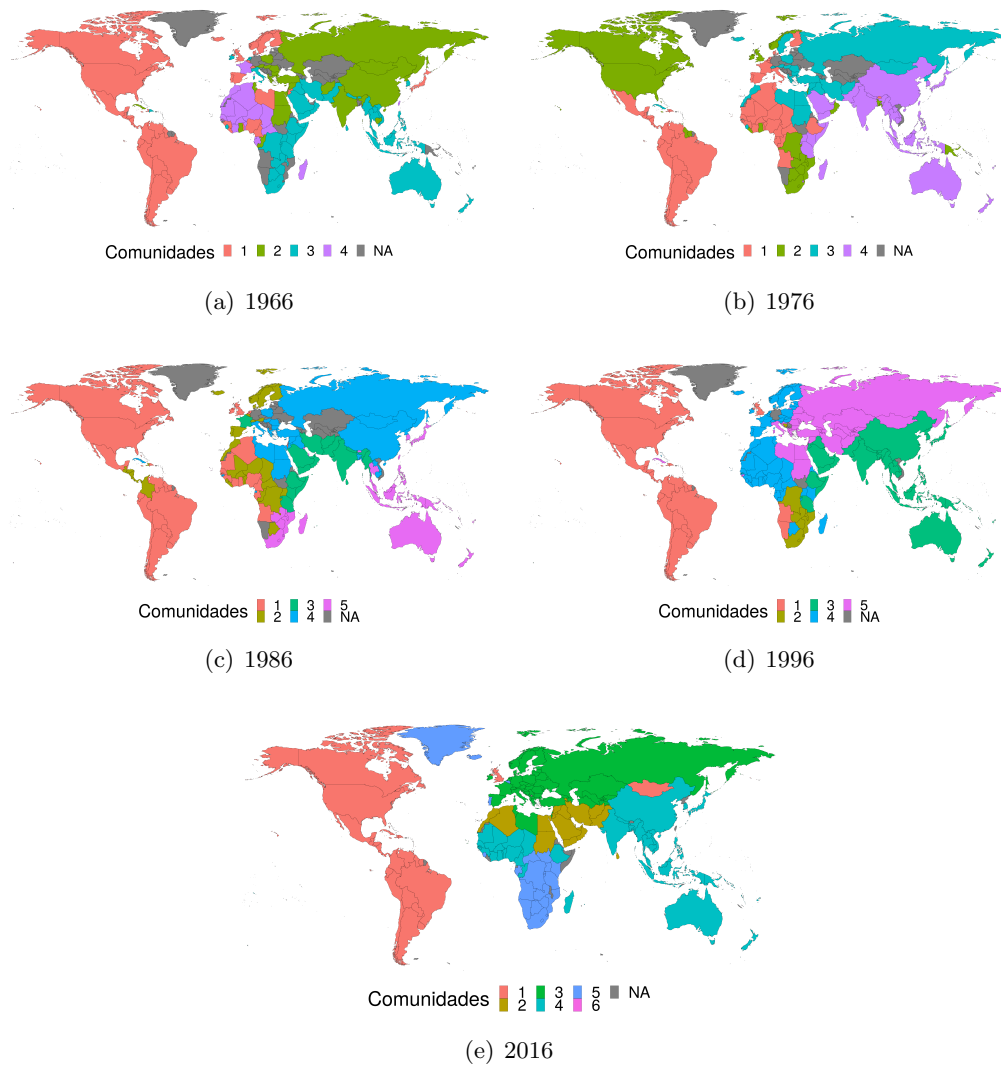 Comunidades 1 2 3 4 NA
Comunidades 1 2 3 4 NA
(a) 1966
(b) 1976
Comunidades 1 3 5
2 4 NA
Comunidades 1 3 5
2 4 NA
(c) 1986
(d) 1996
Comunidades 1 3 5 NA
2 4 6
(e) 2016